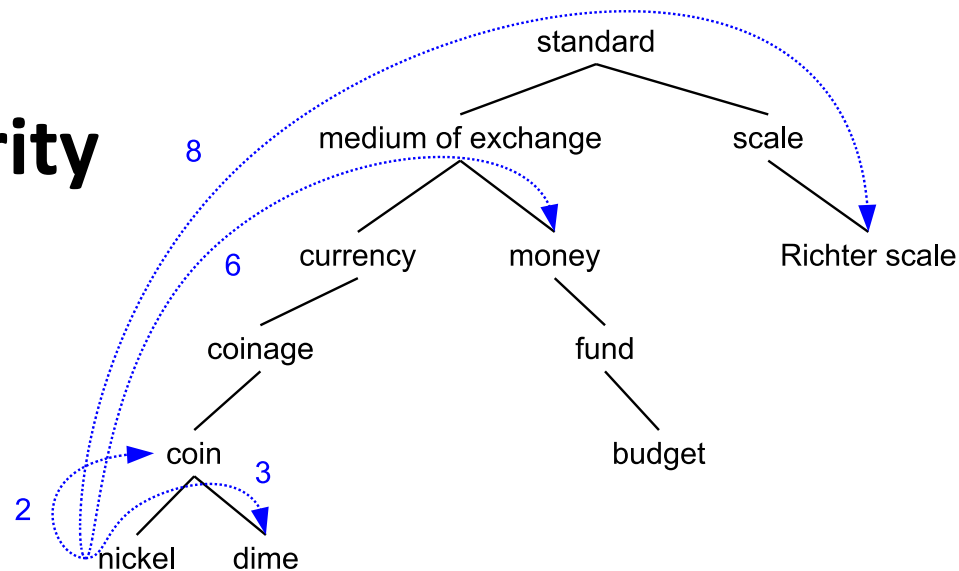 standard
rity
8
medium of exchange
scale
6
currency
money
Richter scale
coinage
fund
coin
3
budget
2
nickel
dime